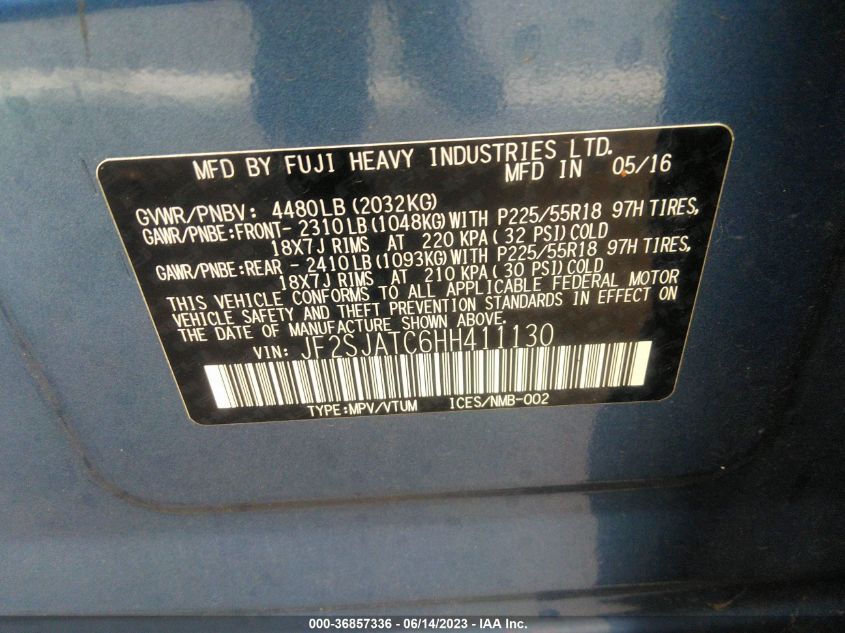 MFD BY FUJI HEAVY INDUSTRIES LTD.
MFD IN 05/16
GVWR/PNBV: 4480LB (2032KG)
GAWR/PNBE:FRONT- 2310LB (1048KG) WITH P225/55R18 97H TIRES,
18X7J RIMS AT 220 KPA ( 32 PSI) COLD
GAWR/PNBE:REAR - 2410LB (1093KG) WITH P225/55R18 97H TIRES,
18X7J RIMS AT 210 KPA ( 30 PSI) COLD
THIS VEHICLE CONFORMS TO ALL APPLICABLE FEDERAL MOTOR
VEHICLE SAFETY AND THEFT PREVENTION STANDARDS IN EFFECT ON
THE DATE OF MANUFACTURE SHOWN ABOVE.
VIN: JF2SJATC6HH411130
TYPE:MPV/VTUM ICES/NMB-002
000-36857336 - 06/14/2023 - IAA Inc.